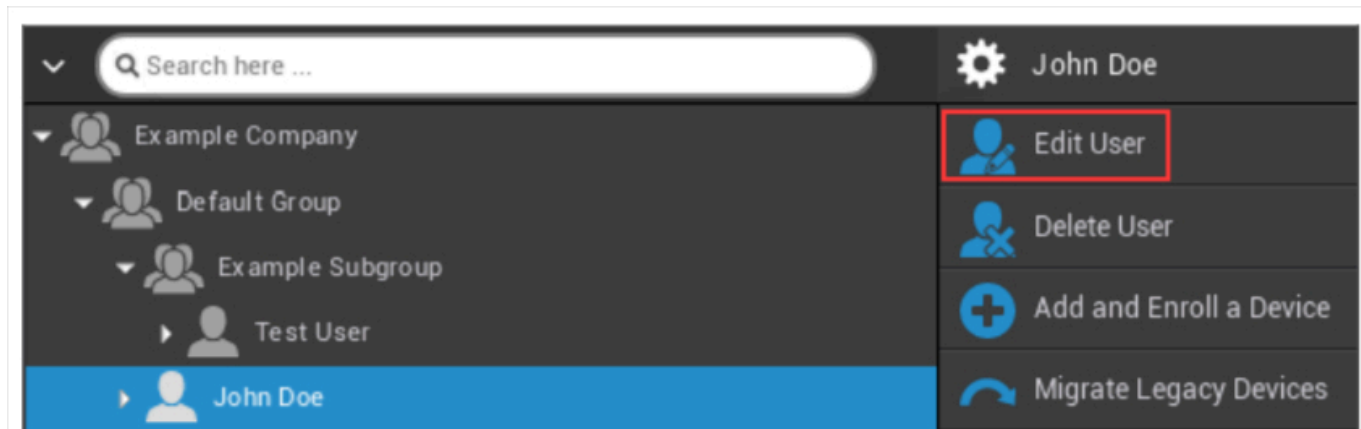 Search here ...
John Doe
Example Company
Edit User
Default Group
Delete User
Example Subgroup
Add and Enroll a Device
Test User
John Doe
Migrate Legacy Devices